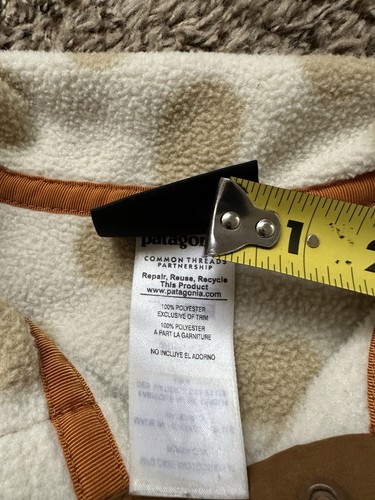 1
2
patagonia
COMMON THREADS
PARTNERSHIP
Repair, Reuse, Recycle
This Product
www.patagonia.com
100% POLYESTER
EXCLUSIVE OF TRIM
100% POLYESTER
A PART LA GARNITURE
NO INCLUYE EL ADORNO